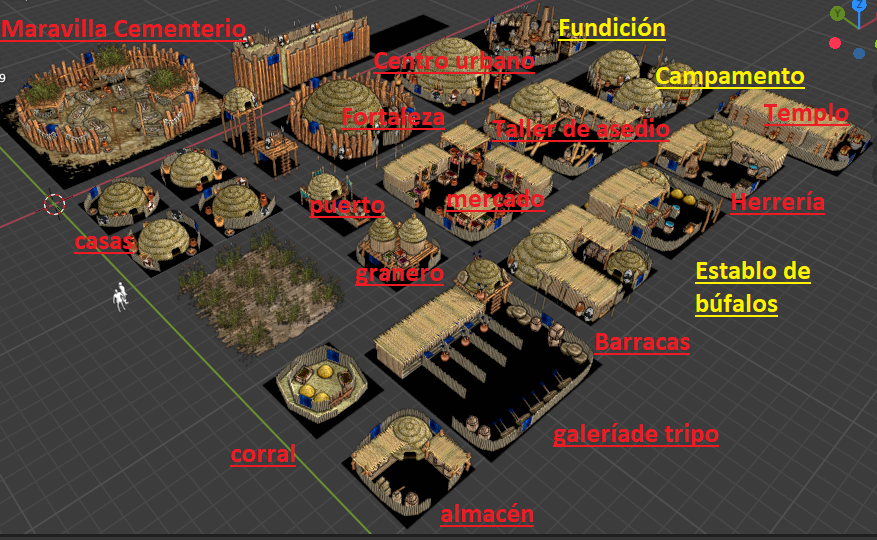 Maravilla Cementerio
Fundición
Centro urbano
Campamento
9
Fortaleza
Taller de asedio
Templo
puerto
mercado
Herrería
casas
granero
Establo de
búfalos
Barracas
galeríade tripo
corral
almacén
Z
Y